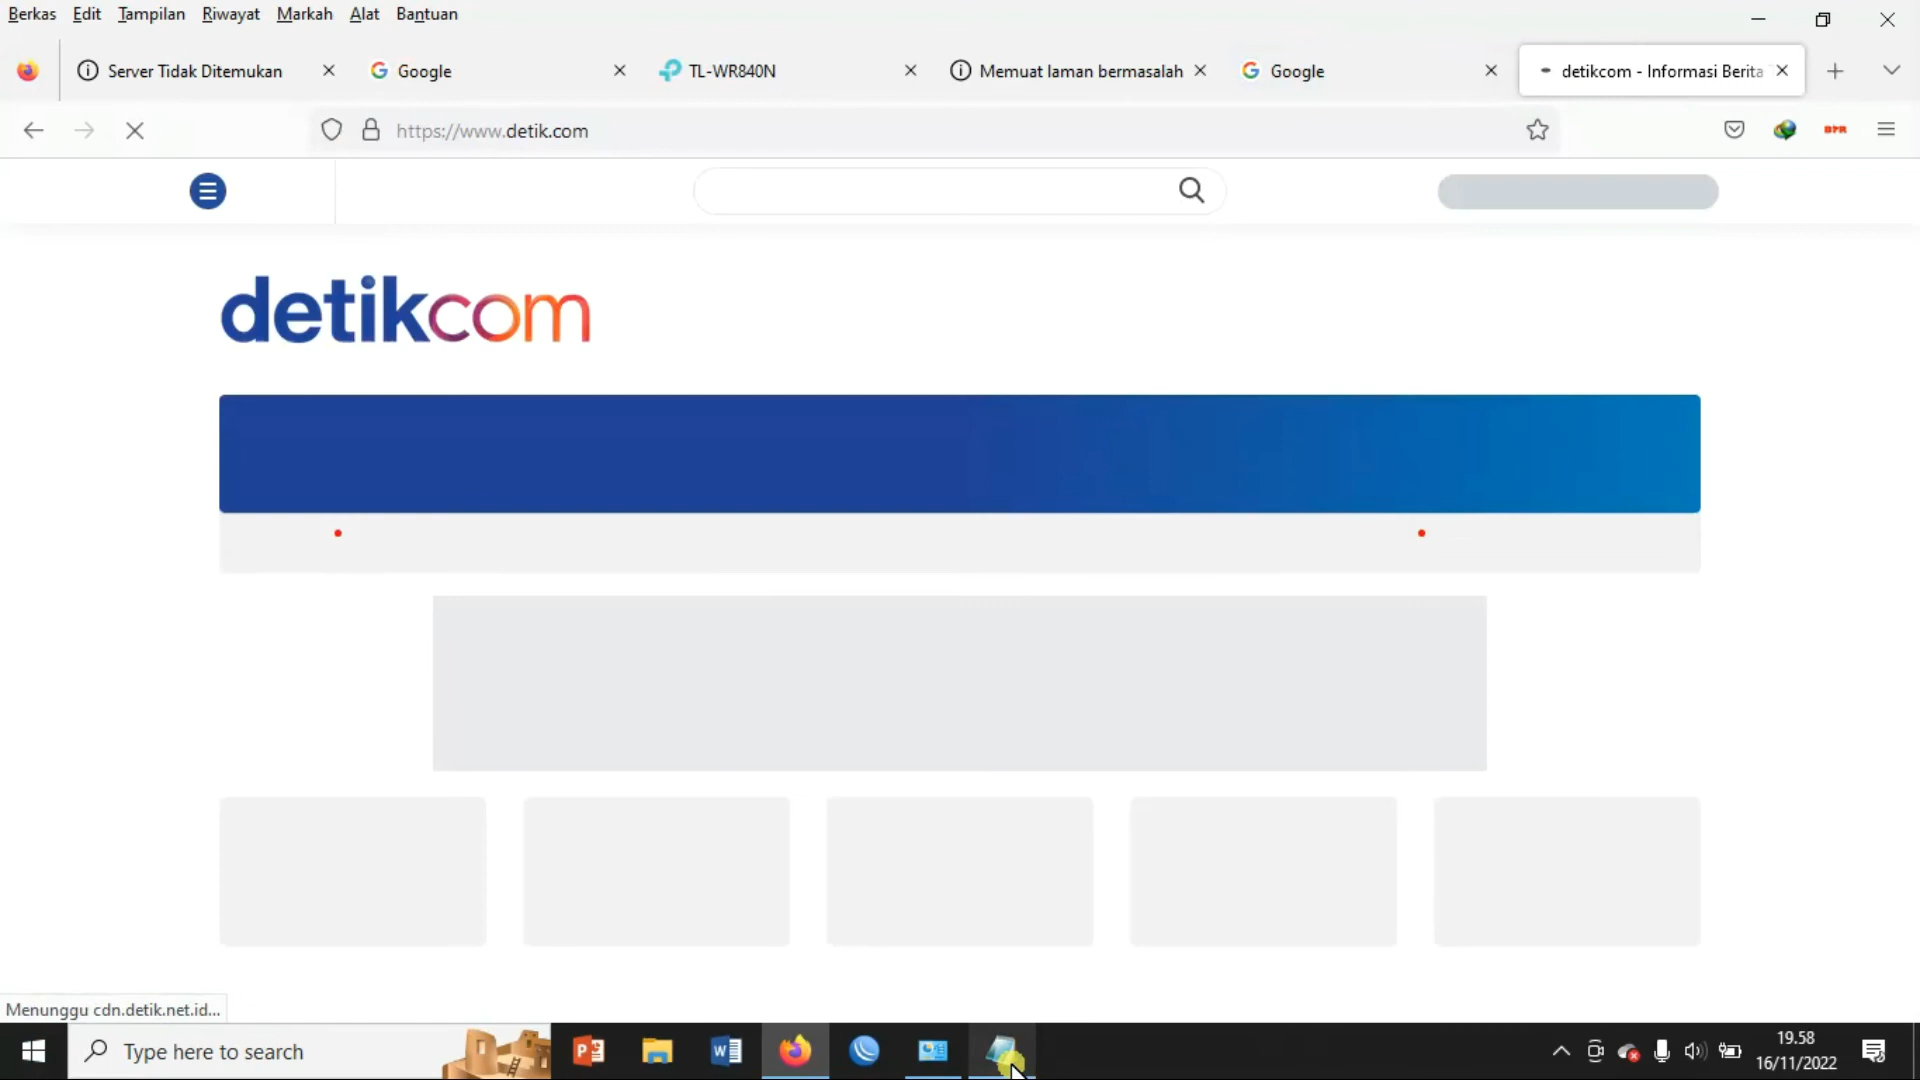 Berkas Edit Tampilan Riwayat Markah Alat Bantuan
Server Tidak Ditemukan Google TL-WR840N Memuat laman bermasalah Google detikcom - Informasi Berita
https://www.detik.com
detikcom
Menunggu cdn.detik.net.id...
Type here to search
19.58
16/11/2022